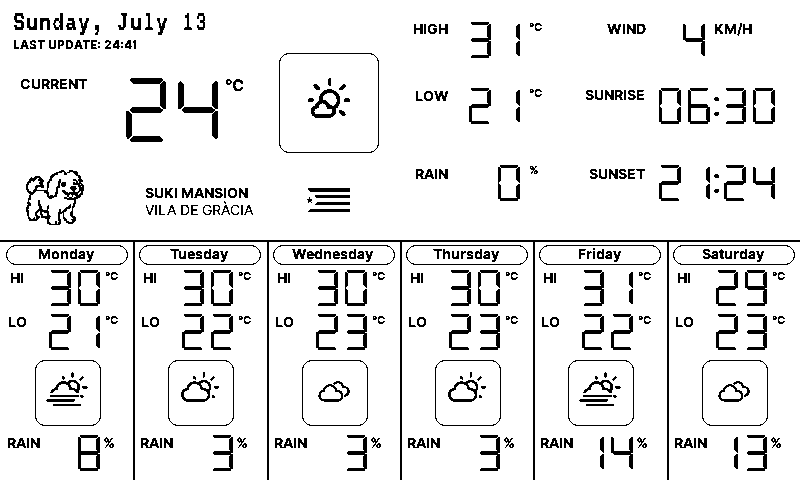 Sunday, July 13
LAST UPDATE: 24:41
CURRENT 24 °C
HIGH 31 °C
LOW 21 °C
RAIN 0 %
WIND 4 KM/H
SUNRISE 06:30
SUNSET 21:24
SUKI MANSION
VILA DE GRÀCIA
Monday
HI 30 °C
LO 21 °C
RAIN 8 %
Tuesday
HI 30 °C
LO 22 °C
RAIN 3 %
Wednesday
HI 30 °C
LO 23 °C
RAIN 3 %
Thursday
HI 30 °C
LO 23 °C
RAIN 3 %
Friday
HI 31 °C
LO 22 °C
RAIN 14 %
Saturday
HI 29 °C
LO 23 °C
RAIN 13 %